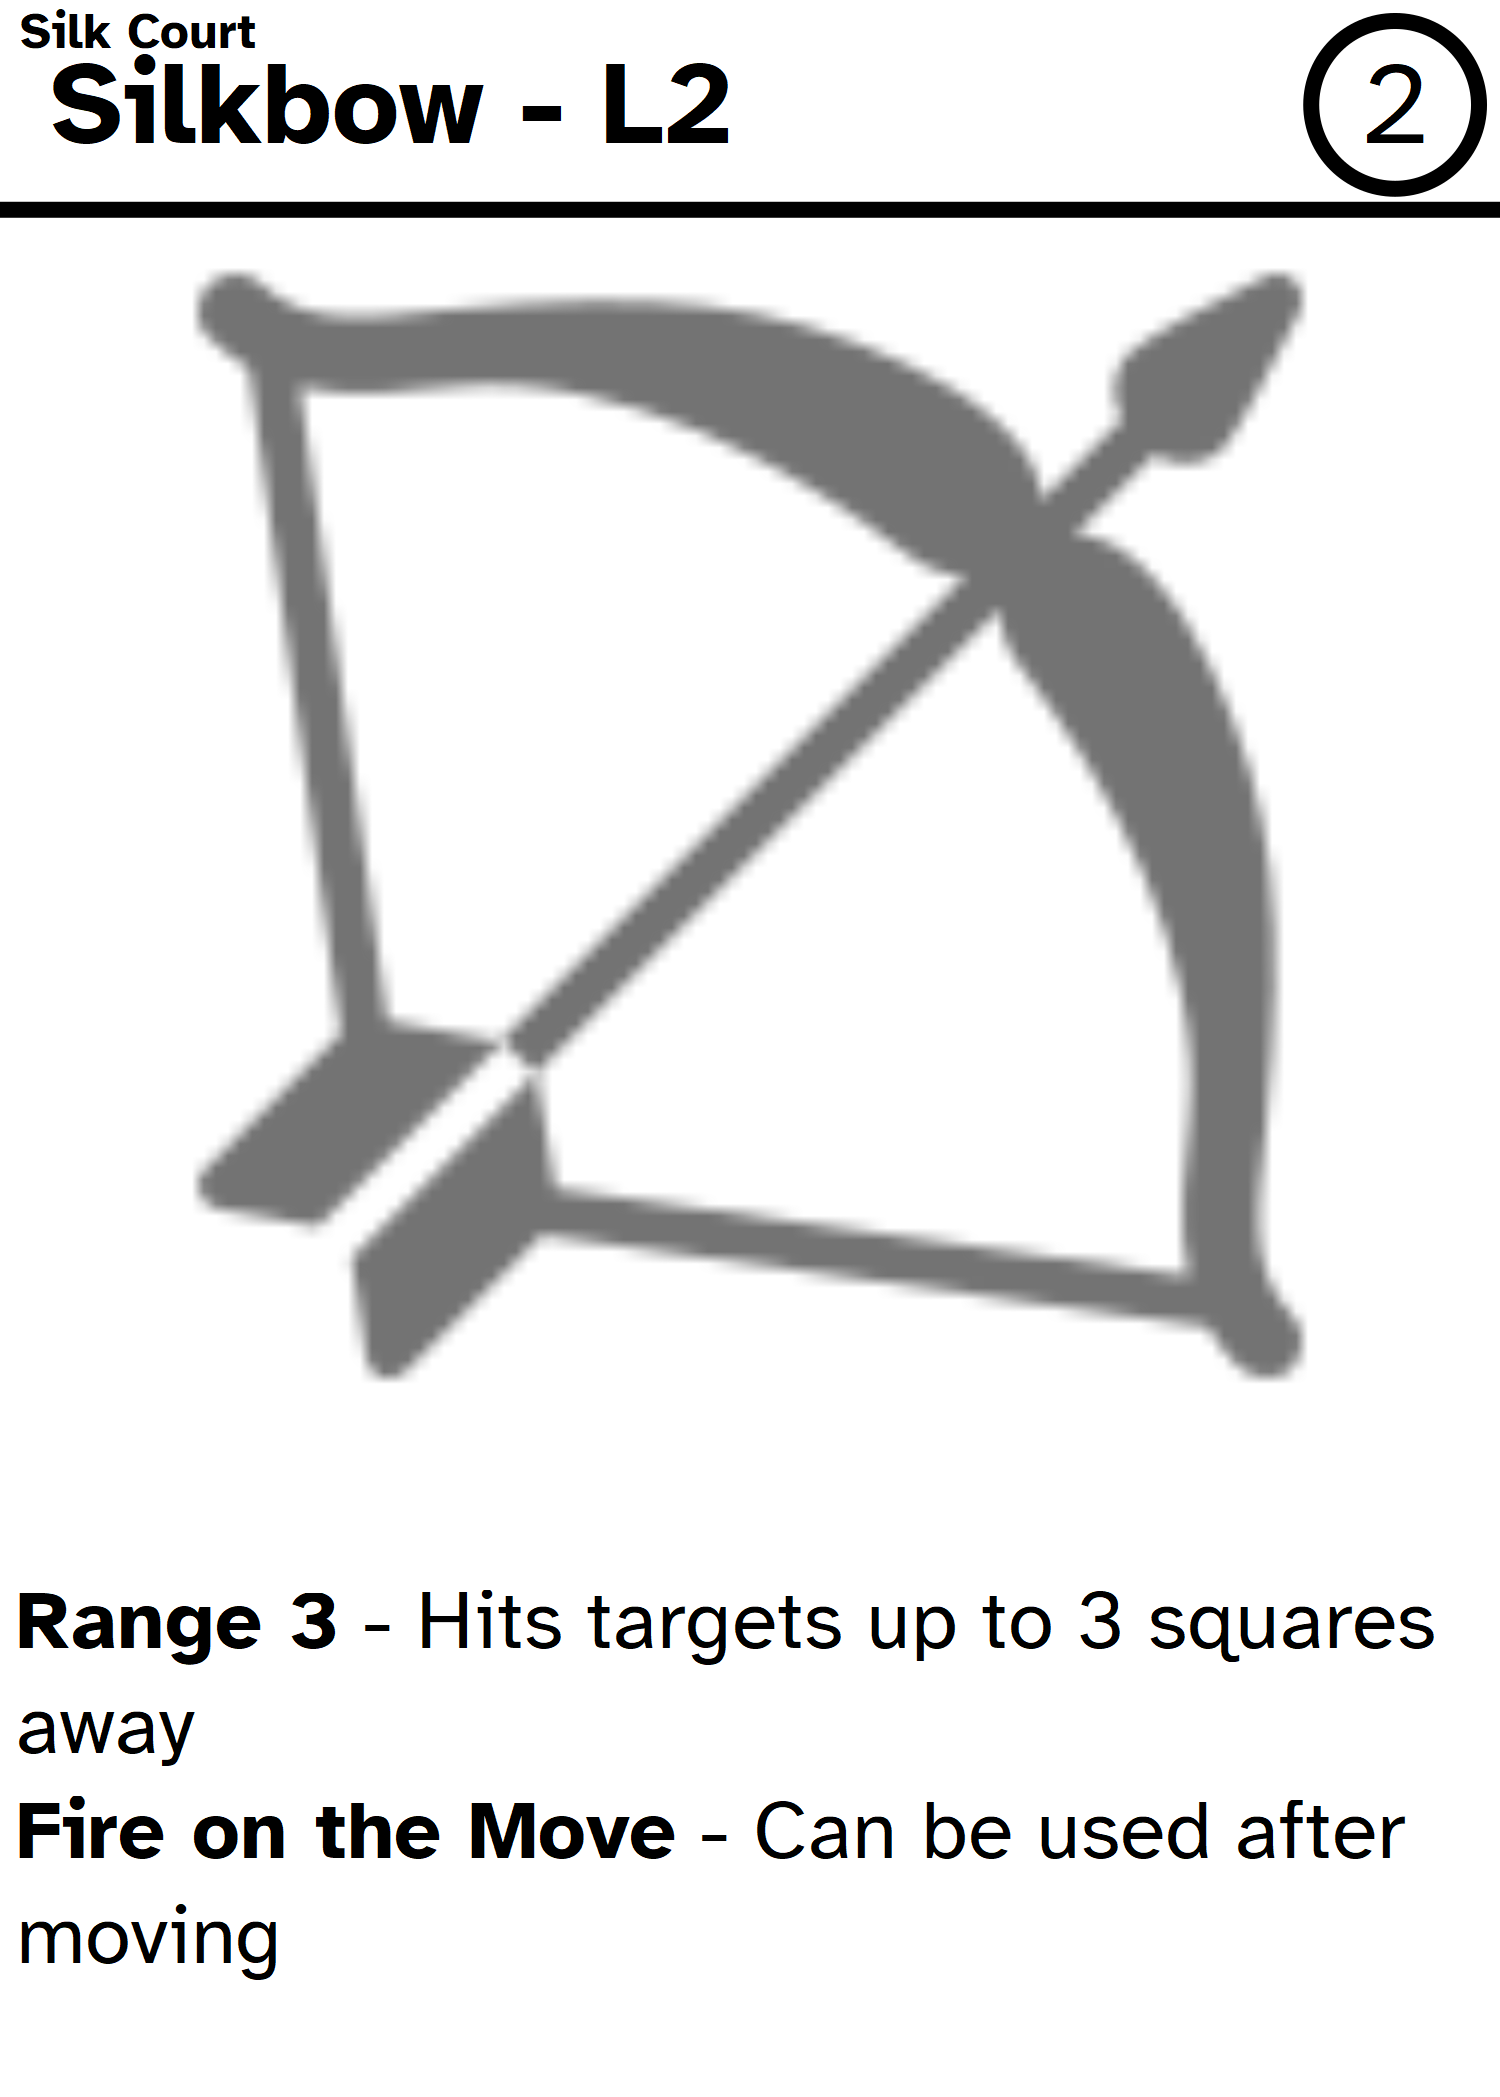 Silk Court
Silkbow - L2
2
Range 3 - Hits targets up to 3 squares
away
Fire on the Move - Can be used after
moving